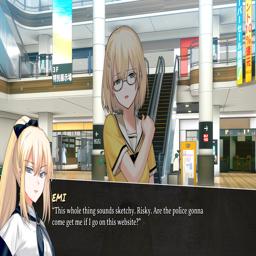 1F
EMI
"This whole thing sounds sketchy. Risky. Are the police gonna
come get me if I go on this website?"